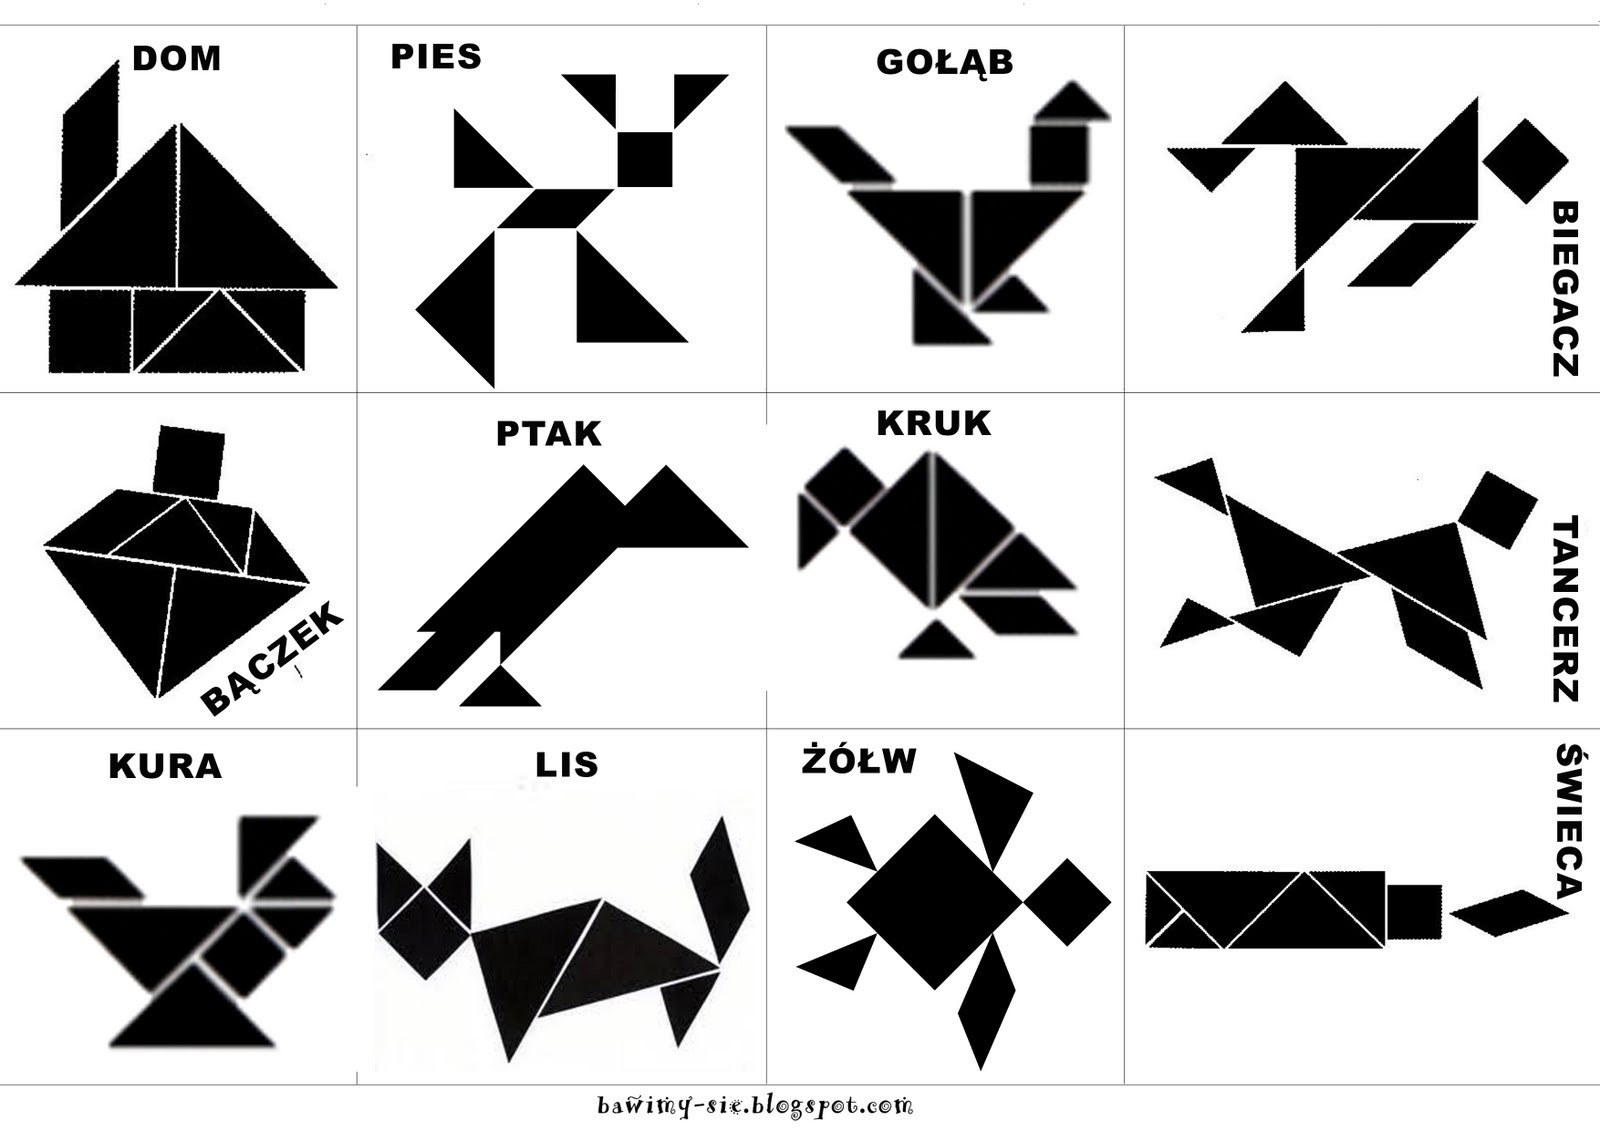 DOM
PIES
GOŁĄB
BIEGACZ
BĄCZEK
PTAK
KRUK
TANCERZ
KURA
LIS
ŻÓŁW
ŚWIECA
bawimy-sie.blogspot.com